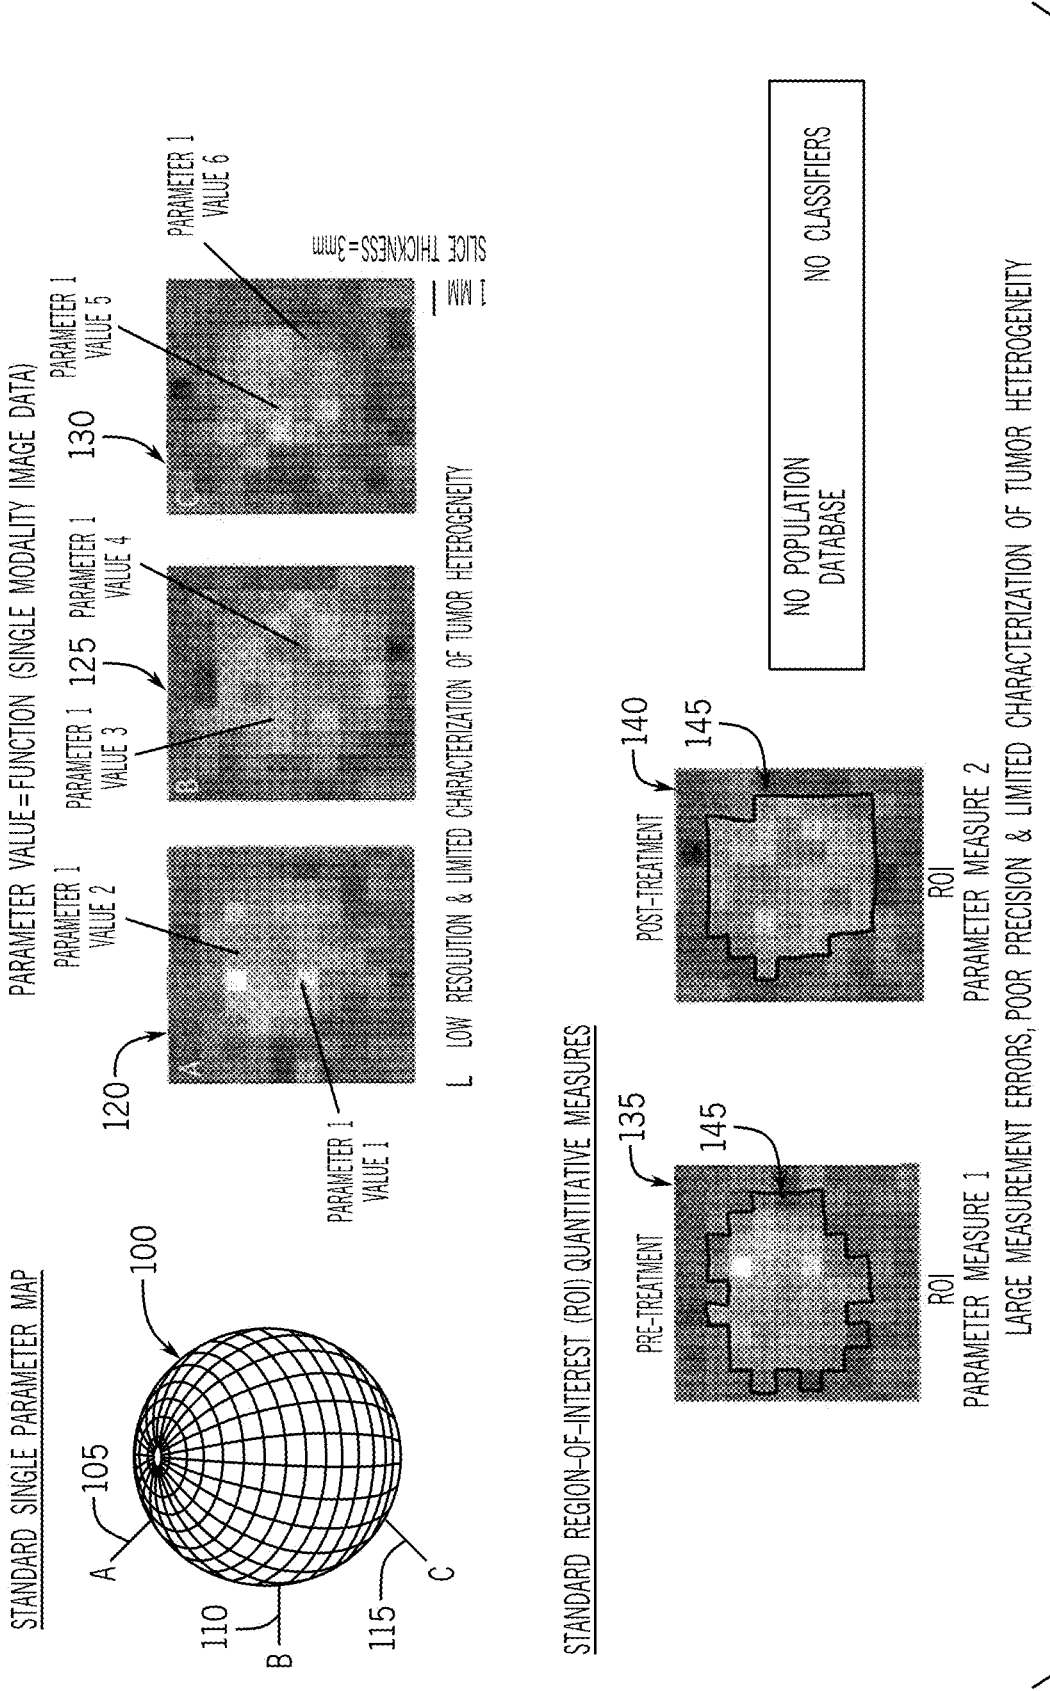 STANDARD SINGLE PARAMETER MAP
PARAMETER VALUE=FUNCTION (SINGLE MODALITY IMAGE DATA)
A
105
100
110
B
115
C
120
PARAMETER 1
VALUE 2
PARAMETER 1
VALUE 1
A
PARAMETER 1
VALUE 3
125
PARAMETER 1
VALUE 4
B
130
PARAMETER 1
VALUE 5
PARAMETER 1
VALUE 6
C
1 MM
SLICE THICKNESS=3mm
L LOW RESOLUTION & LIMITED CHARACTERIZATION OF TUMOR HETEROGENEITY
STANDARD REGION-OF-INTEREST (ROI) QUANTITATIVE MEASURES
PRE-TREATMENT
135
145
ROI
PARAMETER MEASURE 1
POST-TREATMENT
140
145
ROI
PARAMETER MEASURE 2
NO POPULATION
DATABASE
NO CLASSIFIERS
LARGE MEASUREMENT ERRORS, POOR PRECISION & LIMITED CHARACTERIZATION OF TUMOR HETEROGENEITY